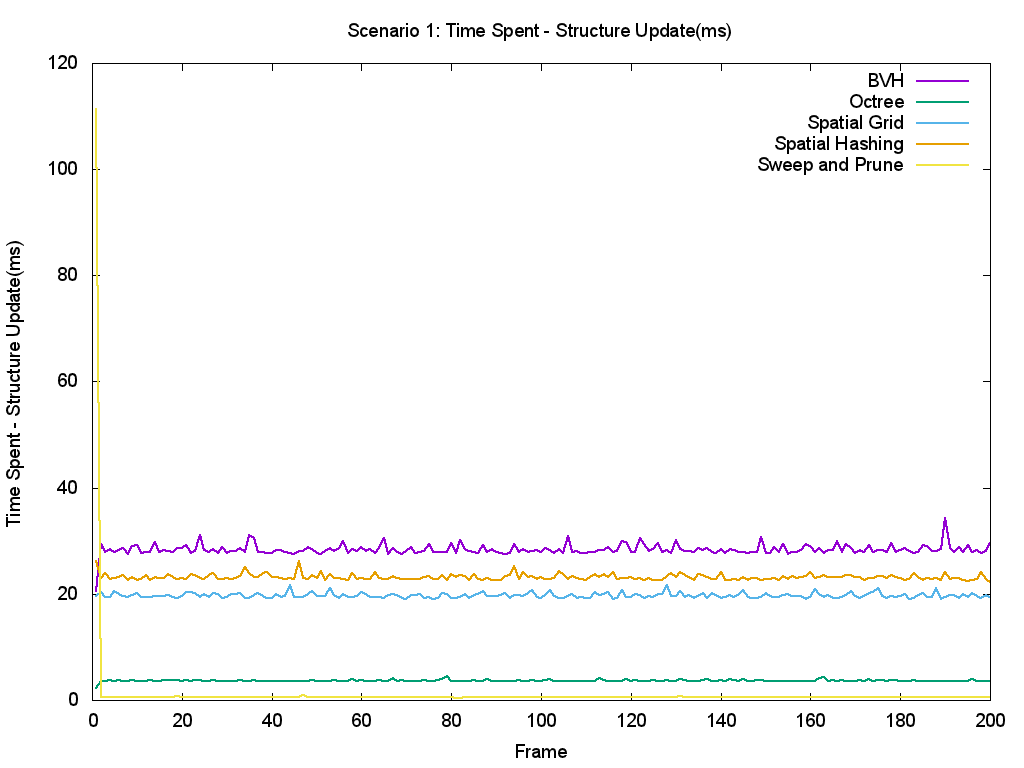 Scenario 1: Time Spent - Structure Update(ms)
120
100
80
60
40
20
0
Time Spent - Structure Update(ms)
BVH
Octree
Spatial Grid
Spatial Hashing
Sweep and Prune
0 20 40 60 80 100 120 140 160 180 200
Frame